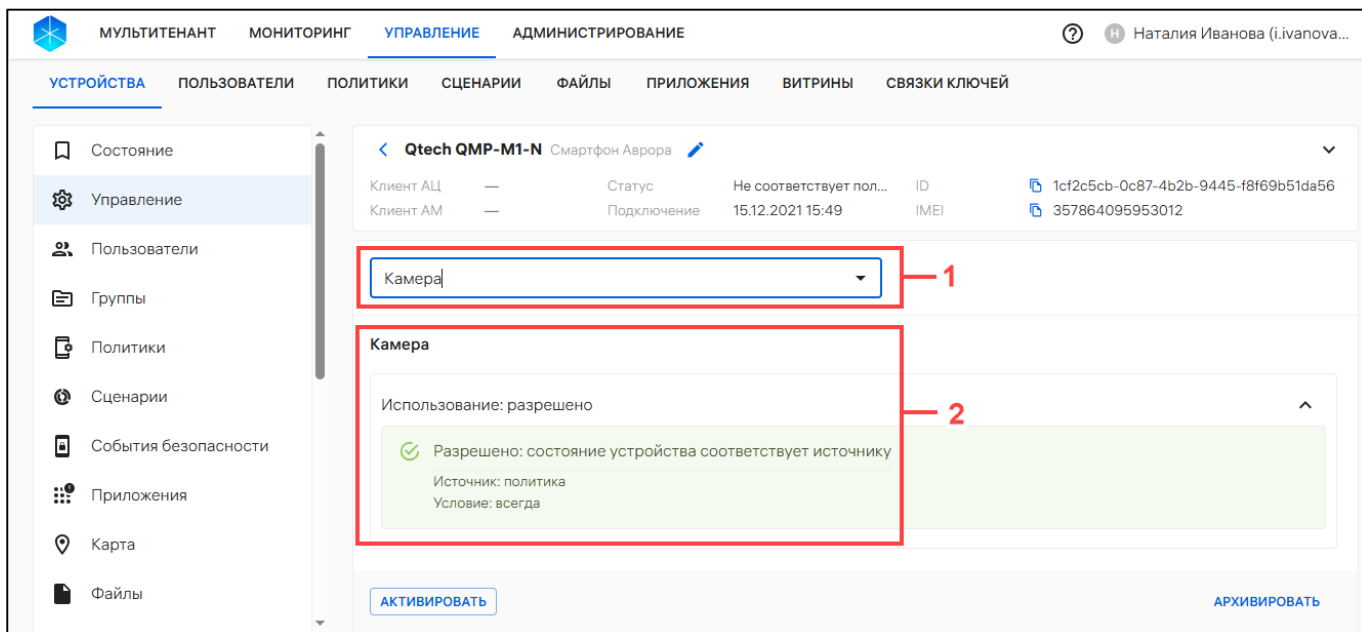 МУЛЬТИТЕНАНТ МОНИТОРИНГ УПРАВЛЕНИЕ АДМИНИСТРИРОВАНИЕ ? Н Наталия Иванова (i.ivanova...
УСТРОЙСТВА ПОЛЬЗОВАТЕЛИ ПОЛИТИКИ СЦЕНАРИИ ФАЙЛЫ ПРИЛОЖЕНИЯ ВИТРИНЫ СВЯЗКИ КЛЮЧЕЙ
Состояние
Управление
Пользователи
Группы
Политики
Сценарии
События безопасности
Приложения
Карта
Файлы
Qtech QMP-M1-N Смартфон Аврора
Клиент АЦ — Статус Не соответствует пол... ID 1cf2c5cb-0c87-4b2b-9445-f8f69b51da56
Клиент АМ — Подключение 15.12.2021 15:49 IMEI 357864095953012
Камера
1
Камера
Использование: разрешено
2
Разрешено: состояние устройства соответствует источнику
Источник: политика
Условие: всегда
АКТИВИРОВАТЬ АРХИВИРОВАТЬ